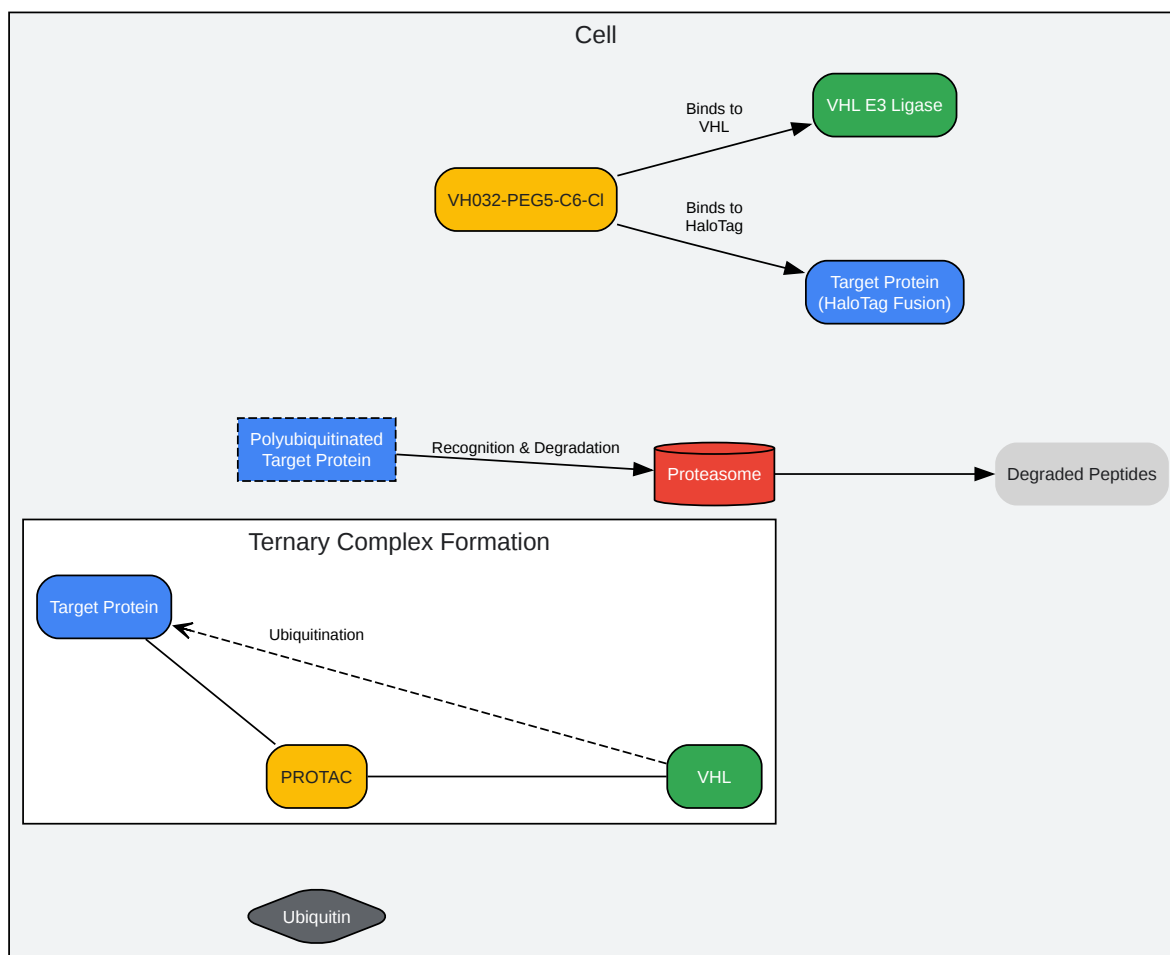 Cell
VHL E3 Ligase
Binds to
VHL
VH032-PEG5-C6-Cl
Binds to
HaloTag
Target Protein
(HaloTag Fusion)
Polyubiquitinated
Target Protein
Recognition & Degradation
Proteasome
Degraded Peptides
Ternary Complex Formation
Target Protein
Ubiquitination
PROTAC
VHL
Ubiquitin